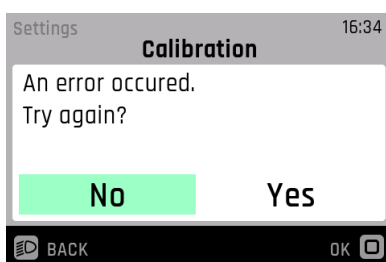 Settings 16:34
Calibration
An error occured.
Try again?
No Yes
BACK OK